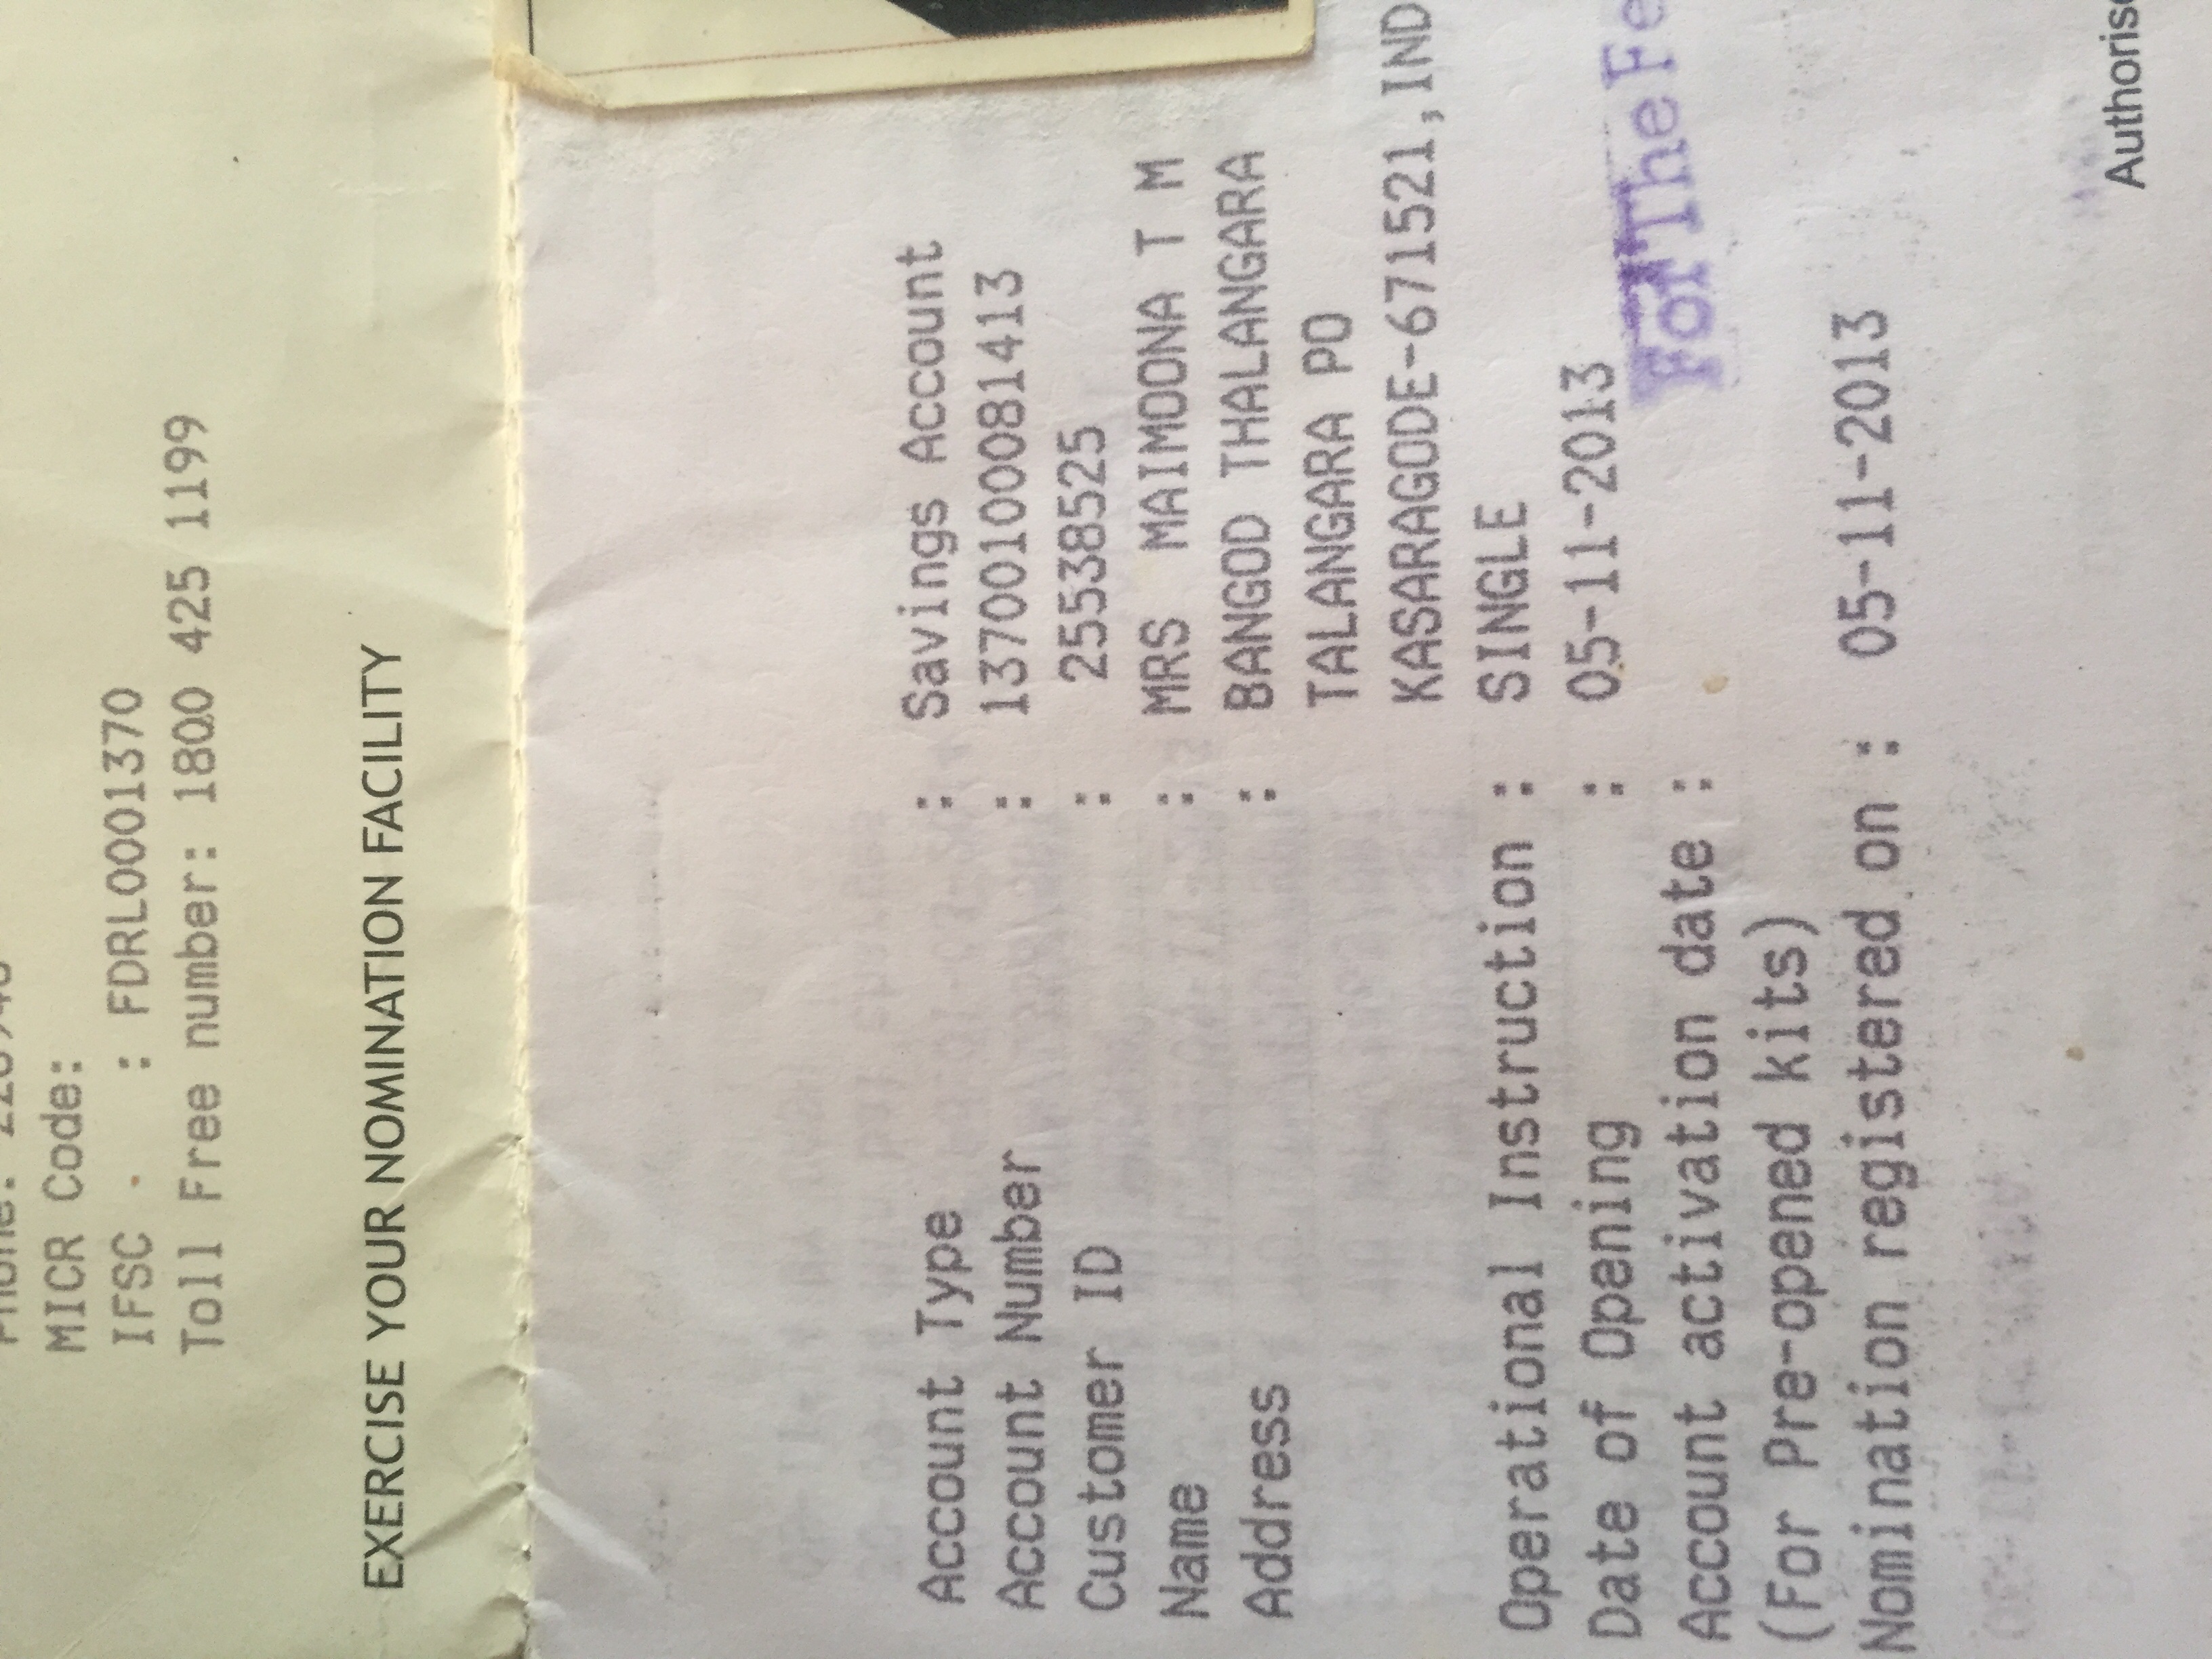 Phone:
MICR Code:
IFSC : FDRL0001370
Toll Free number: 1800 425 1199
EXERCISE YOUR NOMINATION FACILITY
Account Type : Savings Account
Account Number : 13700100081413
Customer ID : 25538525
Name : MRS MAIMOONA T M
Address : BANGOD THALANGARA
TALANGARA PO
KASARAGODE-671521,IND
Operational Instruction : SINGLE
Date of Opening : 05-11-2013
For The Fe
Account activation date :
(For Pre-opened kits)
Nomination registered on : 05-11-2013
Authoris